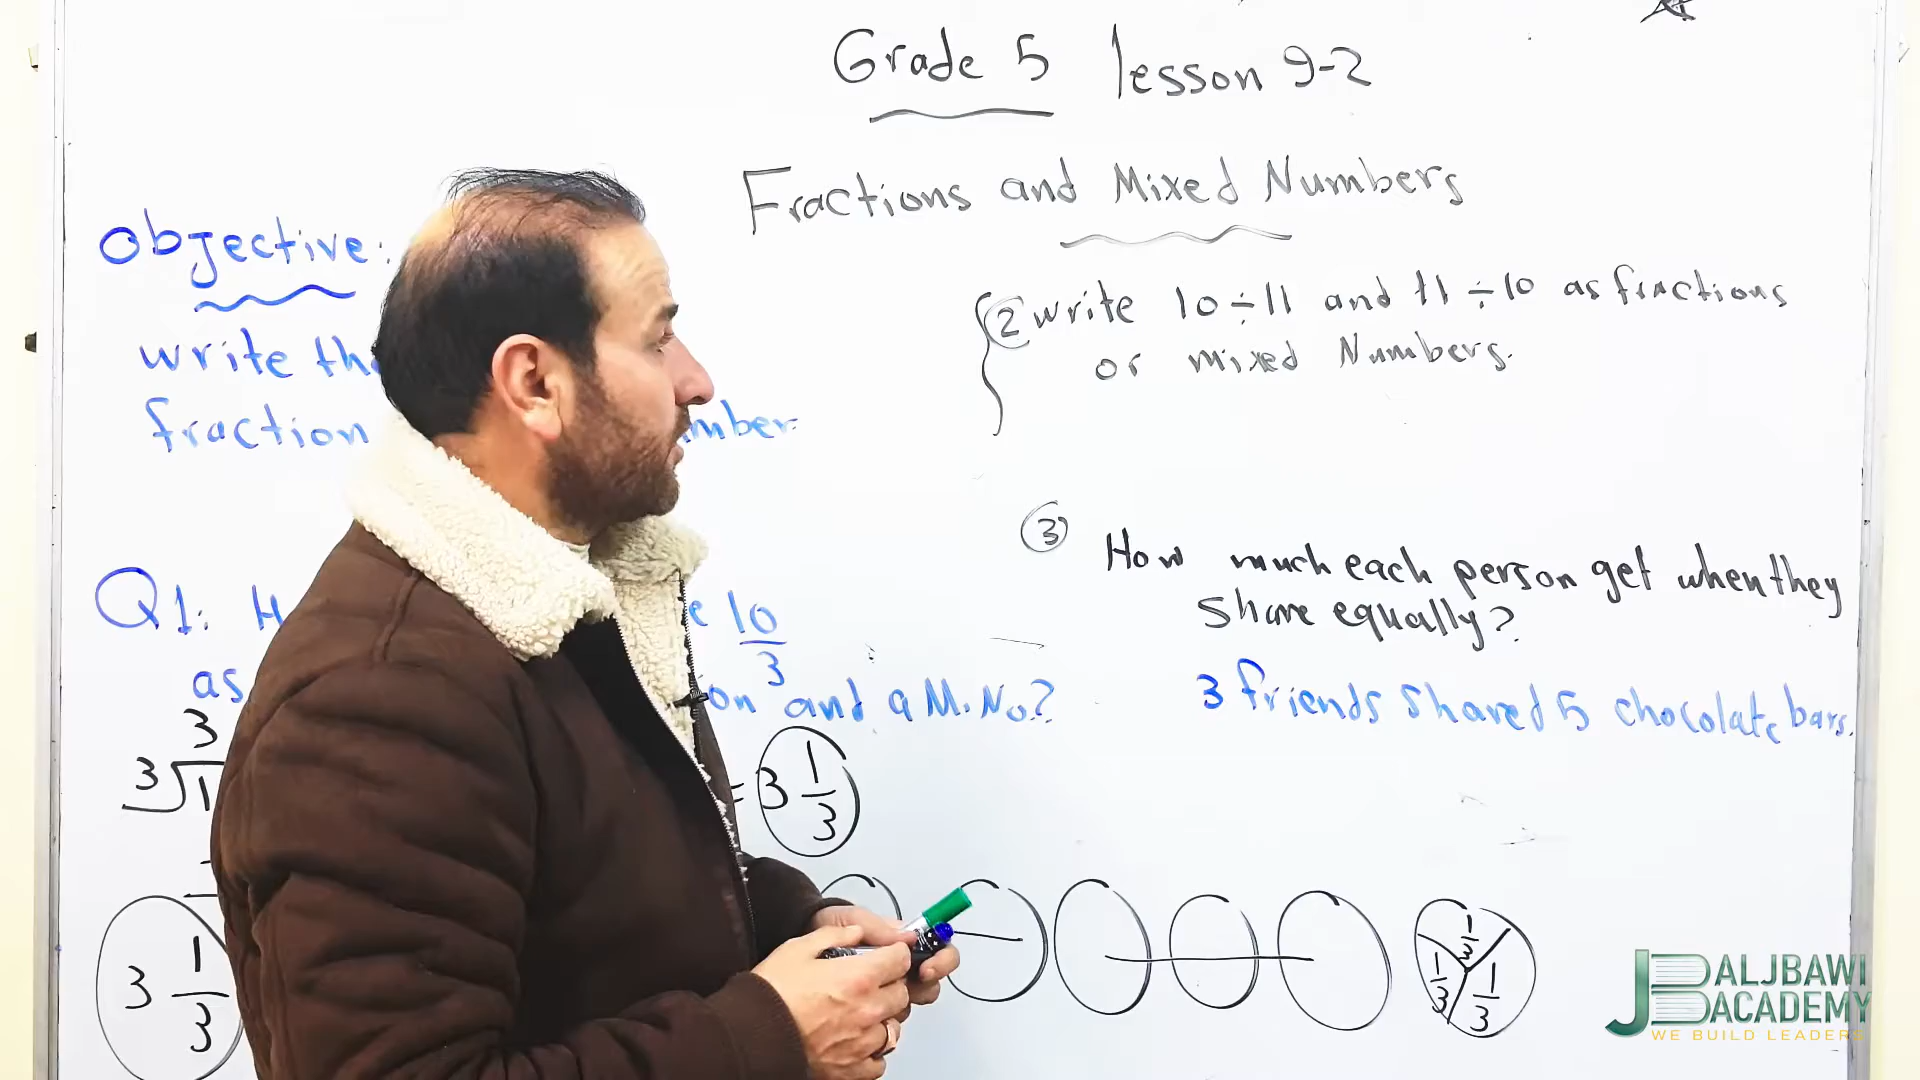 Grade 5 lesson 9-2
Fractions and Mixed Numbers
Objective:
write the
fraction
② write 10÷11 and 11÷10 as fractions
or mixed Numbers.
Q1: 10/3
as and a M.No?
3
3 1
= 3 1/3
3 1/3
③ How much each person get when they
share equally?
3 friends shared 5 chocolate bars.
1/3 1/3 1/3
ALJBAWI
ACADEMY
WE BUILD LEADERS